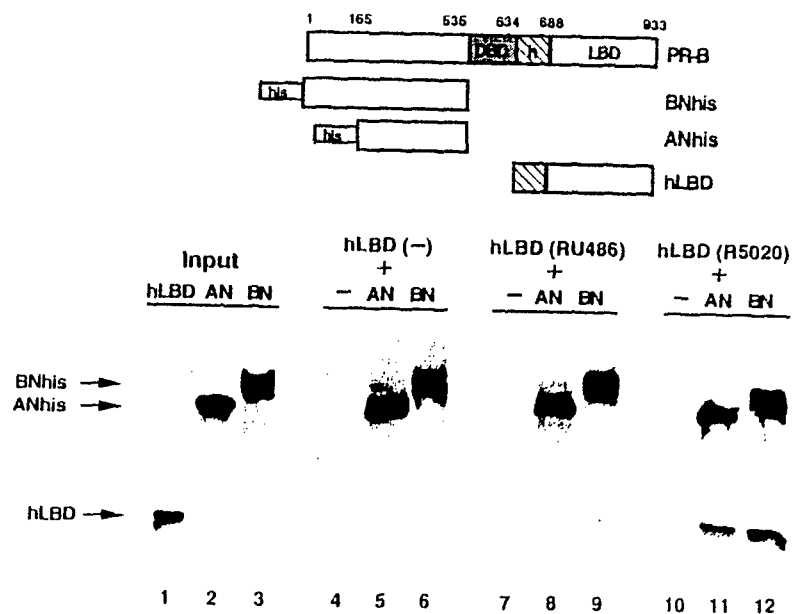 1 165 535 634 688 933
DBD h LBD PR-B
his BNhis
his ANhis
hLBD
hLBD (–) hLBD (RU486) hLBD (R5020)
Input + + +
hLBD AN BN – AN BN – AN BN – AN BN
BNhis
ANhis
hLBD
1 2 3 4 5 6 7 8 9 10 11 12